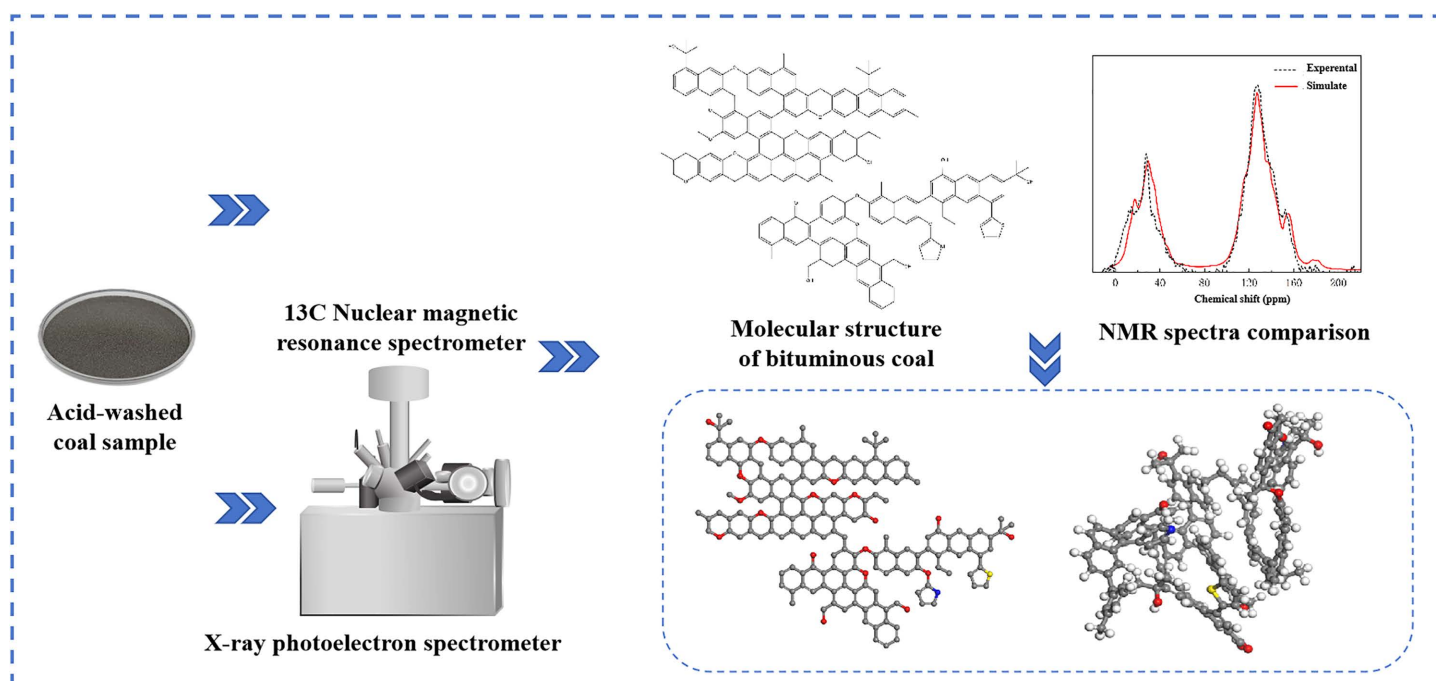 Experental
Simulate
0
40
80
120
160
200
Chemical shift (ppm)
13C Nuclear magnetic
resonance spectrometer
Molecular structure
of bituminous coal
NMR spectra comparison
Acid-washed
coal sample
X-ray photoelectron spectrometer